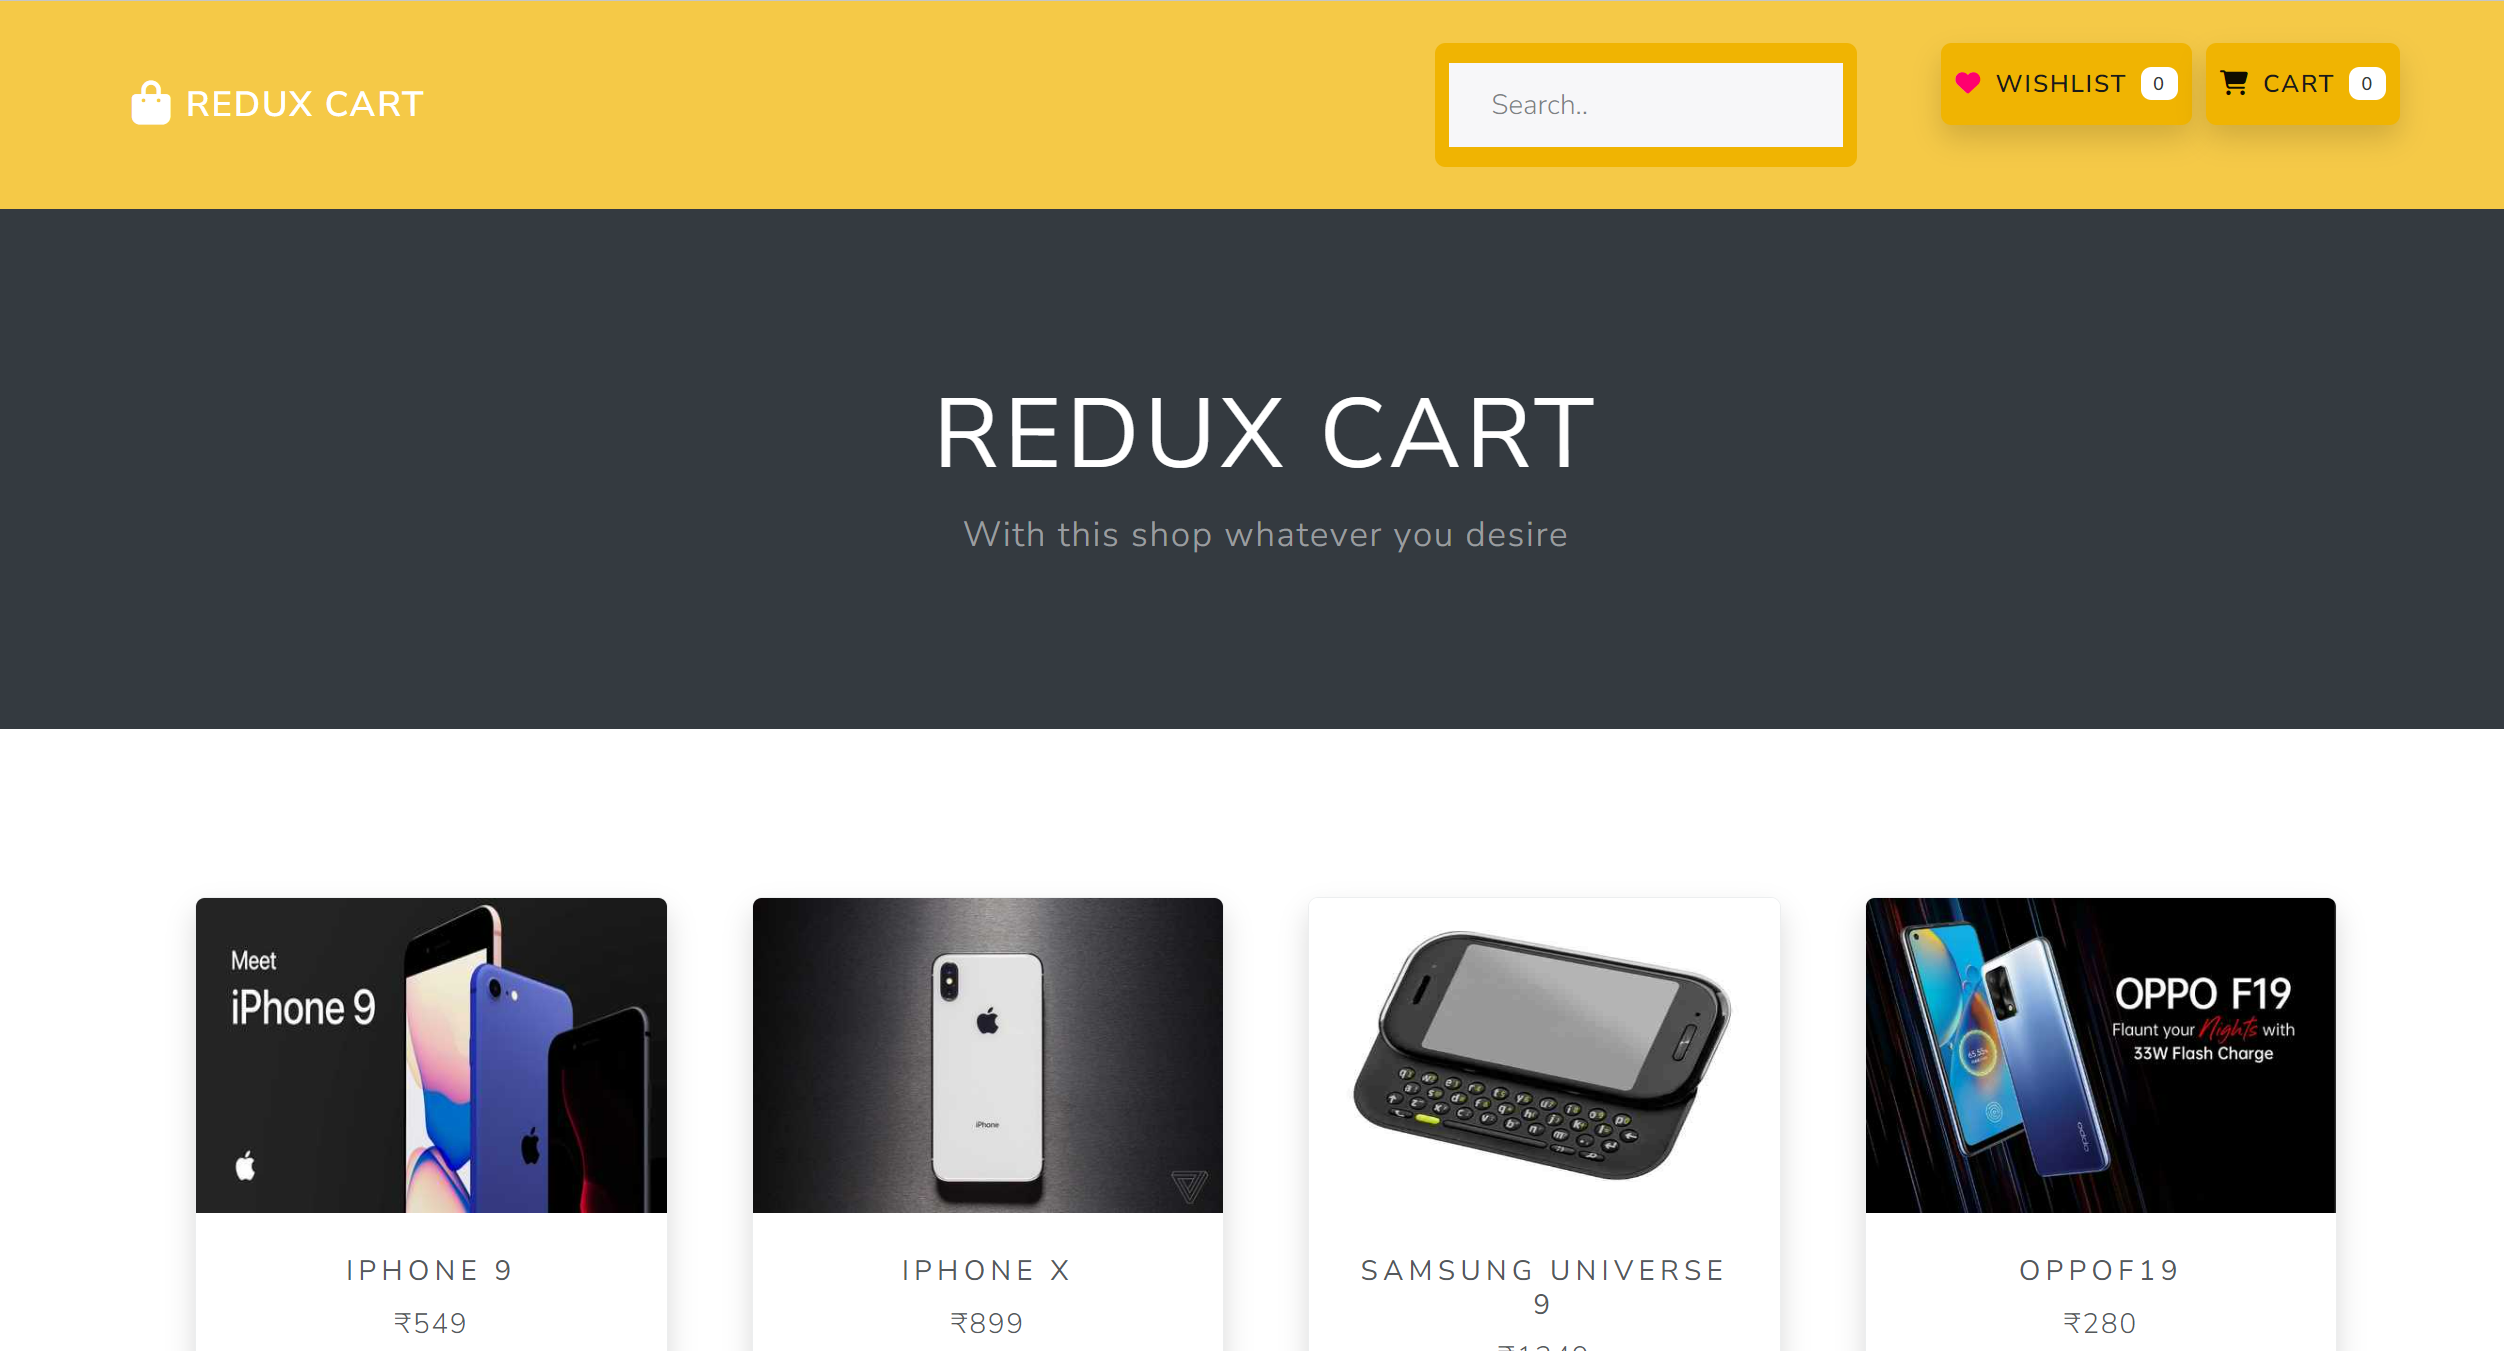 REDUX CART
Search..
WISHLIST 0
CART 0
REDUX CART
With this shop whatever you desire
Meet
iPhone 9
iPhone
OPPO F19
Flaunt your Nights with
33W Flash Charge
oppo
IPHONE 9
₹549
IPHONE X
₹899
SAMSUNG UNIVERSE
9
OPPOF19
₹280